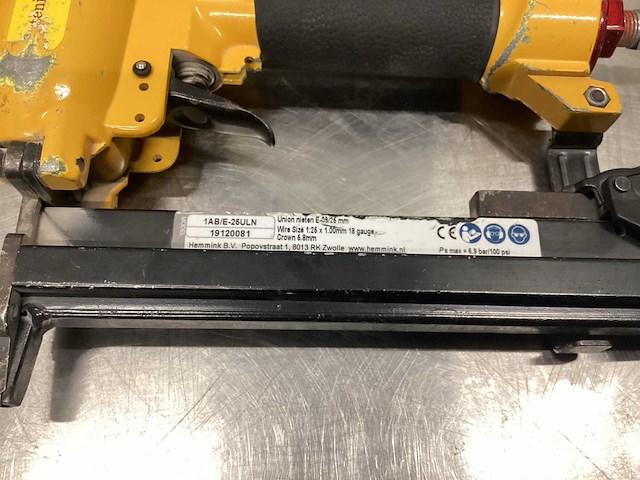 1AB/E-25ULN
19120081
Union nieten E-08/25 mm
Wire Size 1:25 x 1.00mm 18 gauge
Crown 5.8mm
Hemmink B.V. Popovstraat 1, 8013 RK Zwolle www.hemmink.nl
CE
Ps max = 6.9 bar/100 psi